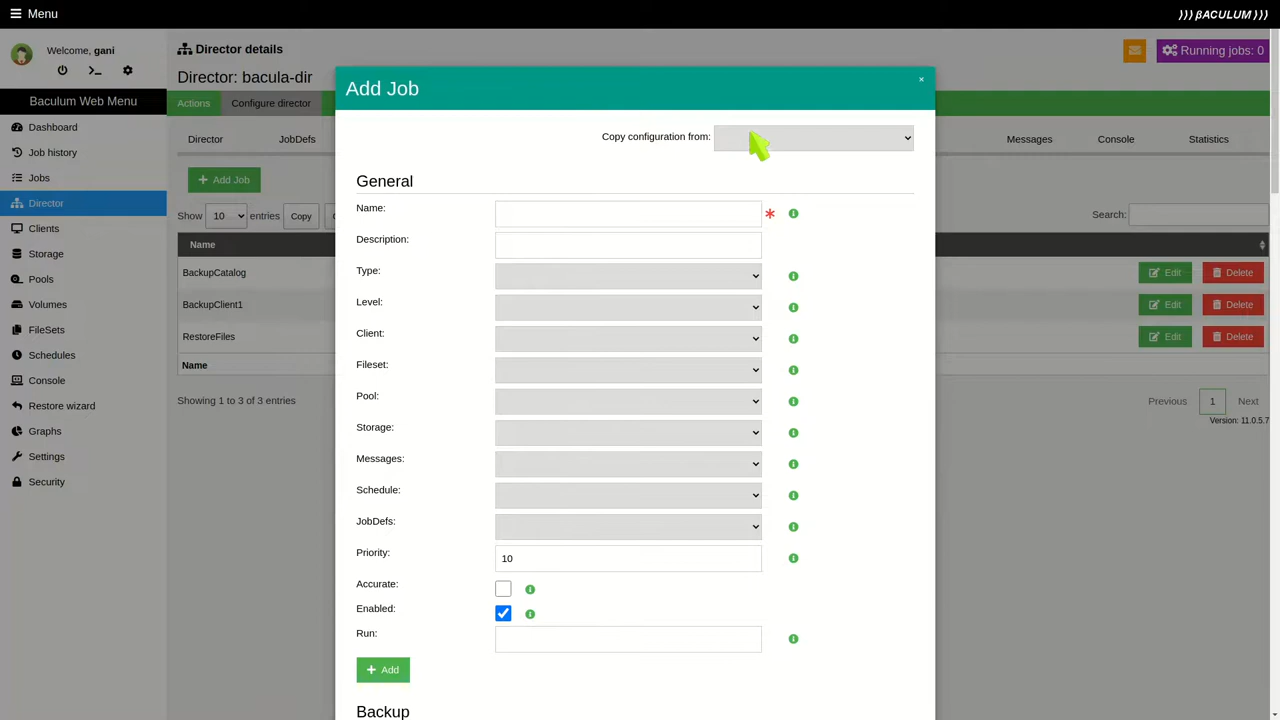 Menu
))) βACULUM )))
Welcome, gani
Director details
Running jobs: 0
Director: bacula-dir
Baculum Web Menu
Actions
Configure director
Dashboard
Job history
Jobs
Director
Clients
Storage
Pools
Volumes
FileSets
Schedules
Console
Restore wizard
Graphs
Settings
Security
Director
JobDefs
Messages
Console
Statistics
Add Job
Show 10 entries
Copy
Search:
Name
BackupCatalog
Edit
Delete
BackupClient1
Edit
Delete
RestoreFiles
Edit
Delete
Name
Showing 1 to 3 of 3 entries
Previous
1
Next
Version: 11.0.5.7
Add Job
×
Copy configuration from:
General
Name:
*
Description:
Type:
Level:
Client:
Fileset:
Pool:
Storage:
Messages:
Schedule:
JobDefs:
Priority:
10
Accurate:
Enabled:
Run:
Add
Backup